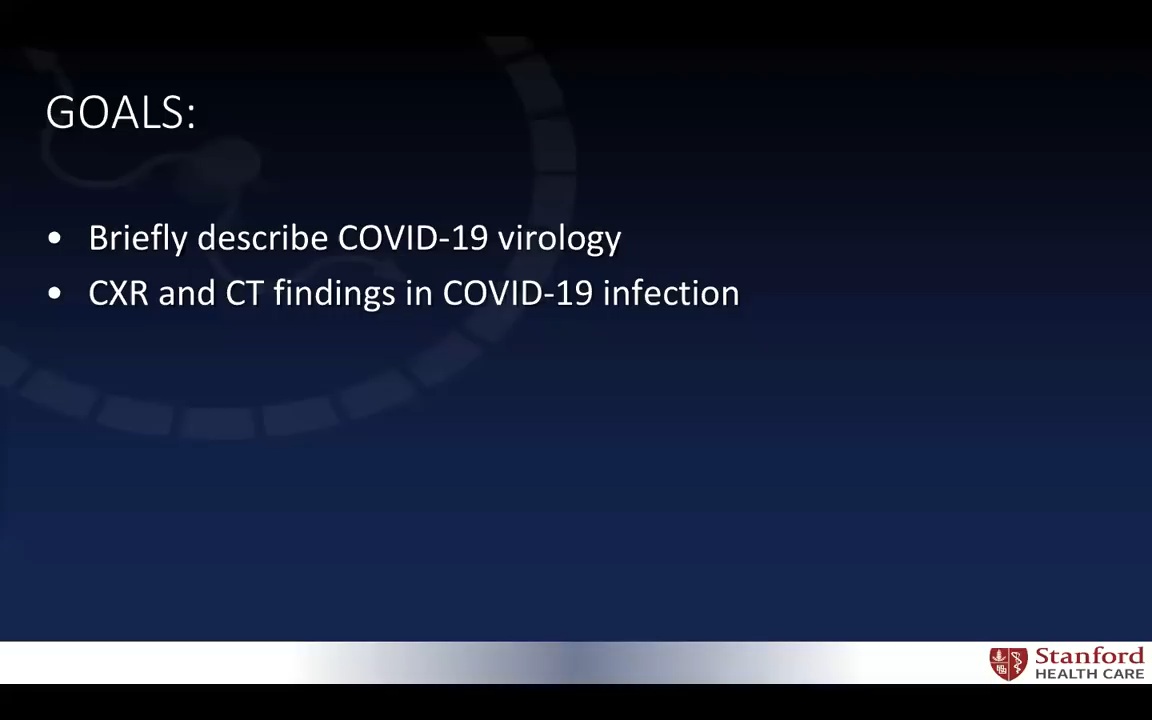 GOALS:
• Briefly describe COVID-19 virology
• CXR and CT findings in COVID-19 infection
Stanford
HEALTH CARE